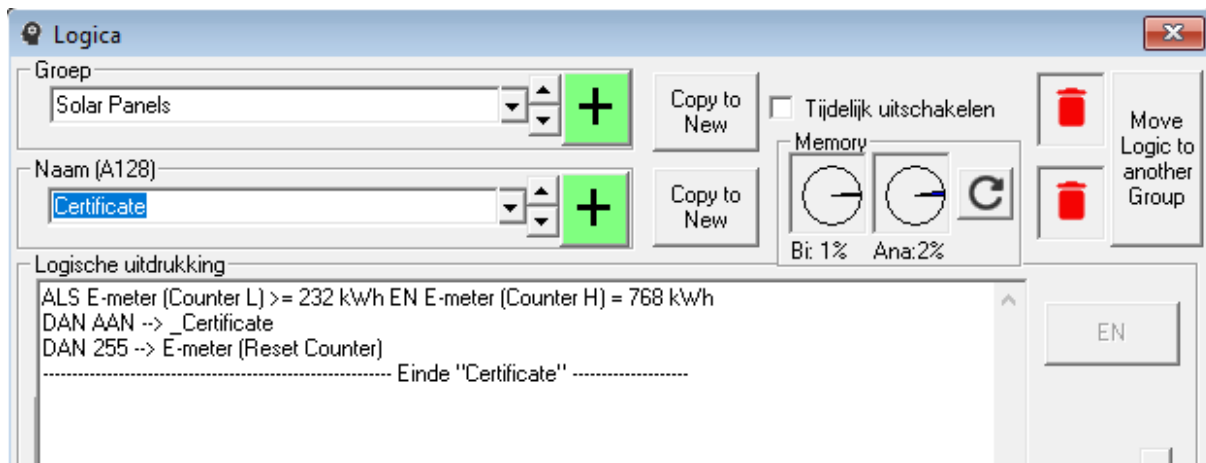 Logica
Groep
Solar Panels
Copy to
New
Tijdelijk uitschakelen
Move
Logic to
another
Group
Memory
Naam (A128)
Certificate
Copy to
New
Bi: 1% Ana:2%
Logische uitdrukking
ALS E-meter (Counter L) >= 232 kWh EN E-meter (Counter H) = 768 kWh
DAN AAN --> _Certificate
DAN 255 --> E-meter (Reset Counter)
---------------------------------------------------------- Einde "Certificate" --------------------
EN